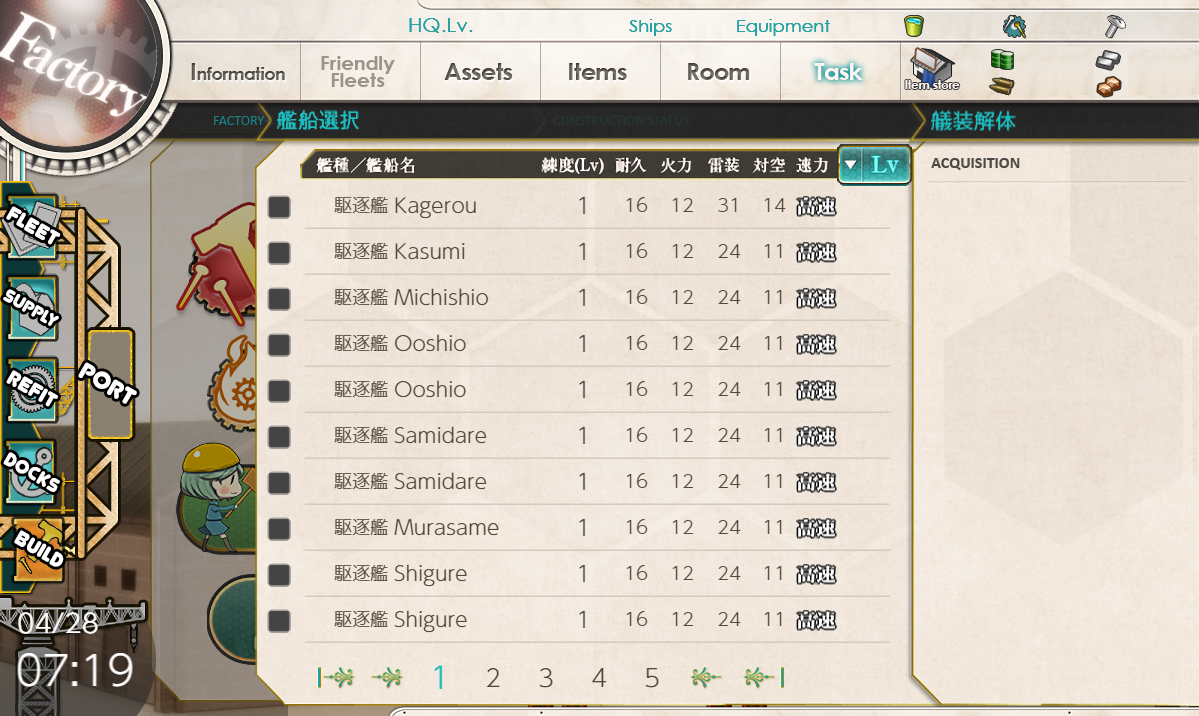 HQ.Lv. Ships Equipment
Factory
Information
Friendly
Fleets
Assets
Items
Room
Task
Item store
FACTORY 艦船選択 CONSTRUCTION STATUS 艤装解体
艦種／艦船名 練度(Lv) 耐久 火力 雷装 対空 速力 ▼ Lv
ACQUISITION
駆逐艦 Kagerou 1 16 12 31 14 高速
駆逐艦 Kasumi 1 16 12 24 11 高速
駆逐艦 Michishio 1 16 12 24 11 高速
駆逐艦 Ooshio 1 16 12 24 11 高速
駆逐艦 Ooshio 1 16 12 24 11 高速
駆逐艦 Samidare 1 16 12 24 11 高速
駆逐艦 Samidare 1 16 12 24 11 高速
駆逐艦 Murasame 1 16 12 24 11 高速
駆逐艦 Shigure 1 16 12 24 11 高速
駆逐艦 Shigure 1 16 12 24 11 高速
1 2 3 4 5
FLEET
SUPPLY
REFIT
PORT
DOCKS
BUILD
04/28
07:19